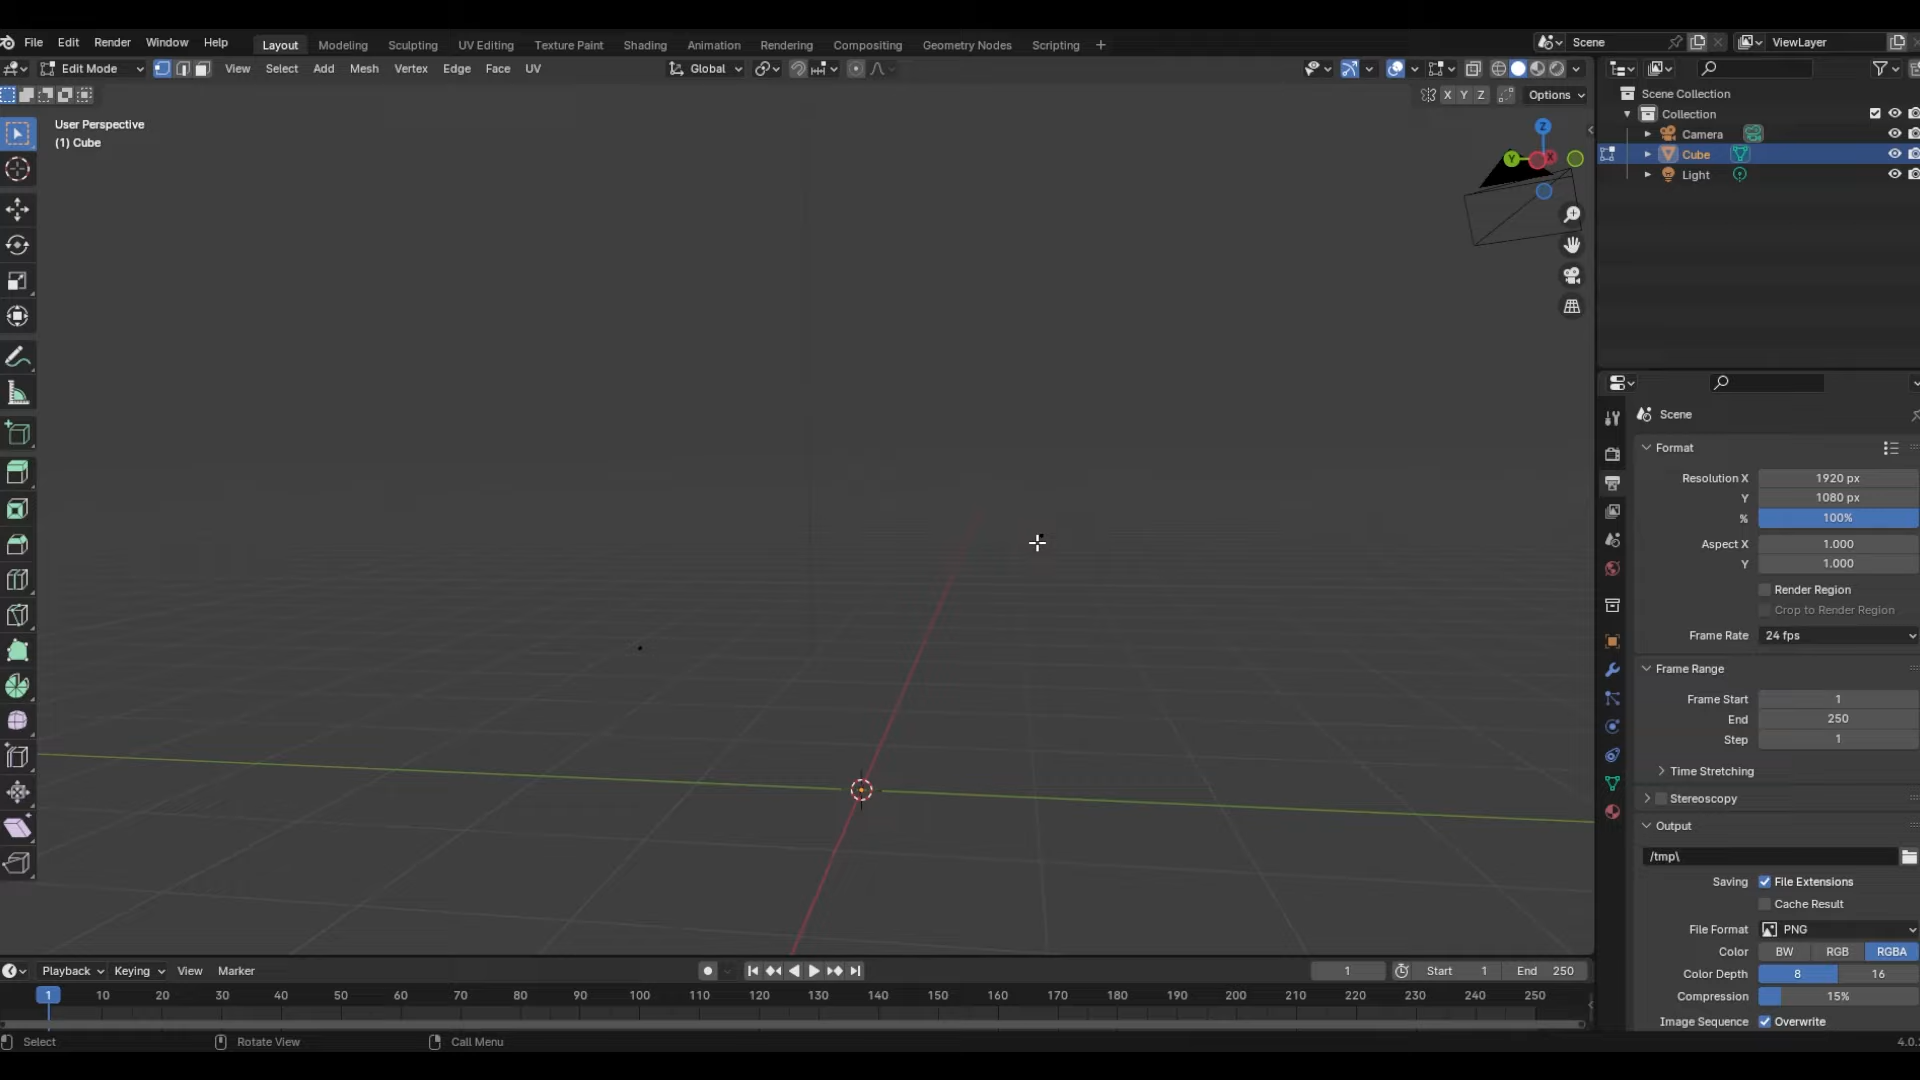 File Edit Render Window Help Layout Modeling Sculpting UV Editing Texture Paint Shading Animation Rendering Compositing Geometry Nodes Scripting + Scene ViewLayer
Edit Mode View Select Add Mesh Vertex Edge Face UV Global
X Y Z Options
User Perspective
(1) Cube
Z
Y X
Scene Collection
Collection
Camera
Cube
Light
Scene
Format
Resolution X 1920 px
Y 1080 px
% 100%
Aspect X 1.000
Y 1.000
Render Region
Crop to Render Region
Frame Rate 24 fps
Frame Range
Frame Start 1
End 250
Step 1
Time Stretching
Stereoscopy
Output
/tmp\
Saving File Extensions
Cache Result
File Format PNG
Color BW RGB RGBA
Color Depth 8 16
Compression 15%
Image Sequence Overwrite
Playback Keying View Marker 1 Start 1 End 250
1 10 20 30 40 50 60 70 80 90 100 110 120 130 140 150 160 170 180 190 200 210 220 230 240 250
Select Rotate View Call Menu